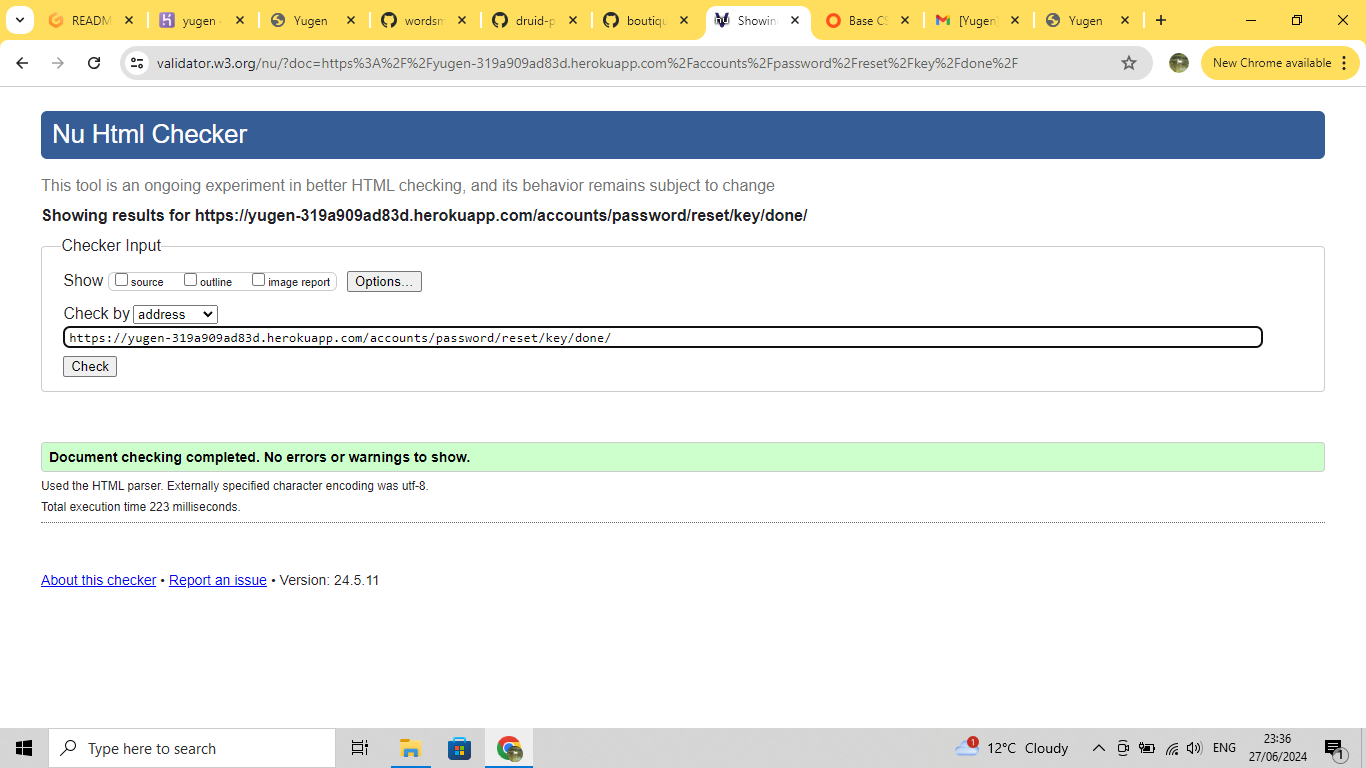 README
yugen
Yugen
wordsm
druid-p
boutiqu
Showin
Base CS
[Yugen]
Yugen
validator.w3.org/nu/?doc=https%3A%2F%2Fyugen-319a909ad83d.herokuapp.com%2Faccounts%2Fpassword%2Freset%2Fkey%2Fdone%2F
New Chrome available
Nu Html Checker
This tool is an ongoing experiment in better HTML checking, and its behavior remains subject to change
Showing results for https://yugen-319a909ad83d.herokuapp.com/accounts/password/reset/key/done/
Checker Input
Show source outline image report Options...
Check by address
https://yugen-319a909ad83d.herokuapp.com/accounts/password/reset/key/done/
Check
Document checking completed. No errors or warnings to show.
Used the HTML parser. Externally specified character encoding was utf-8.
Total execution time 223 milliseconds.
About this checker • Report an issue • Version: 24.5.11
Type here to search
1
12°C Cloudy
ENG
23:36
27/06/2024
1